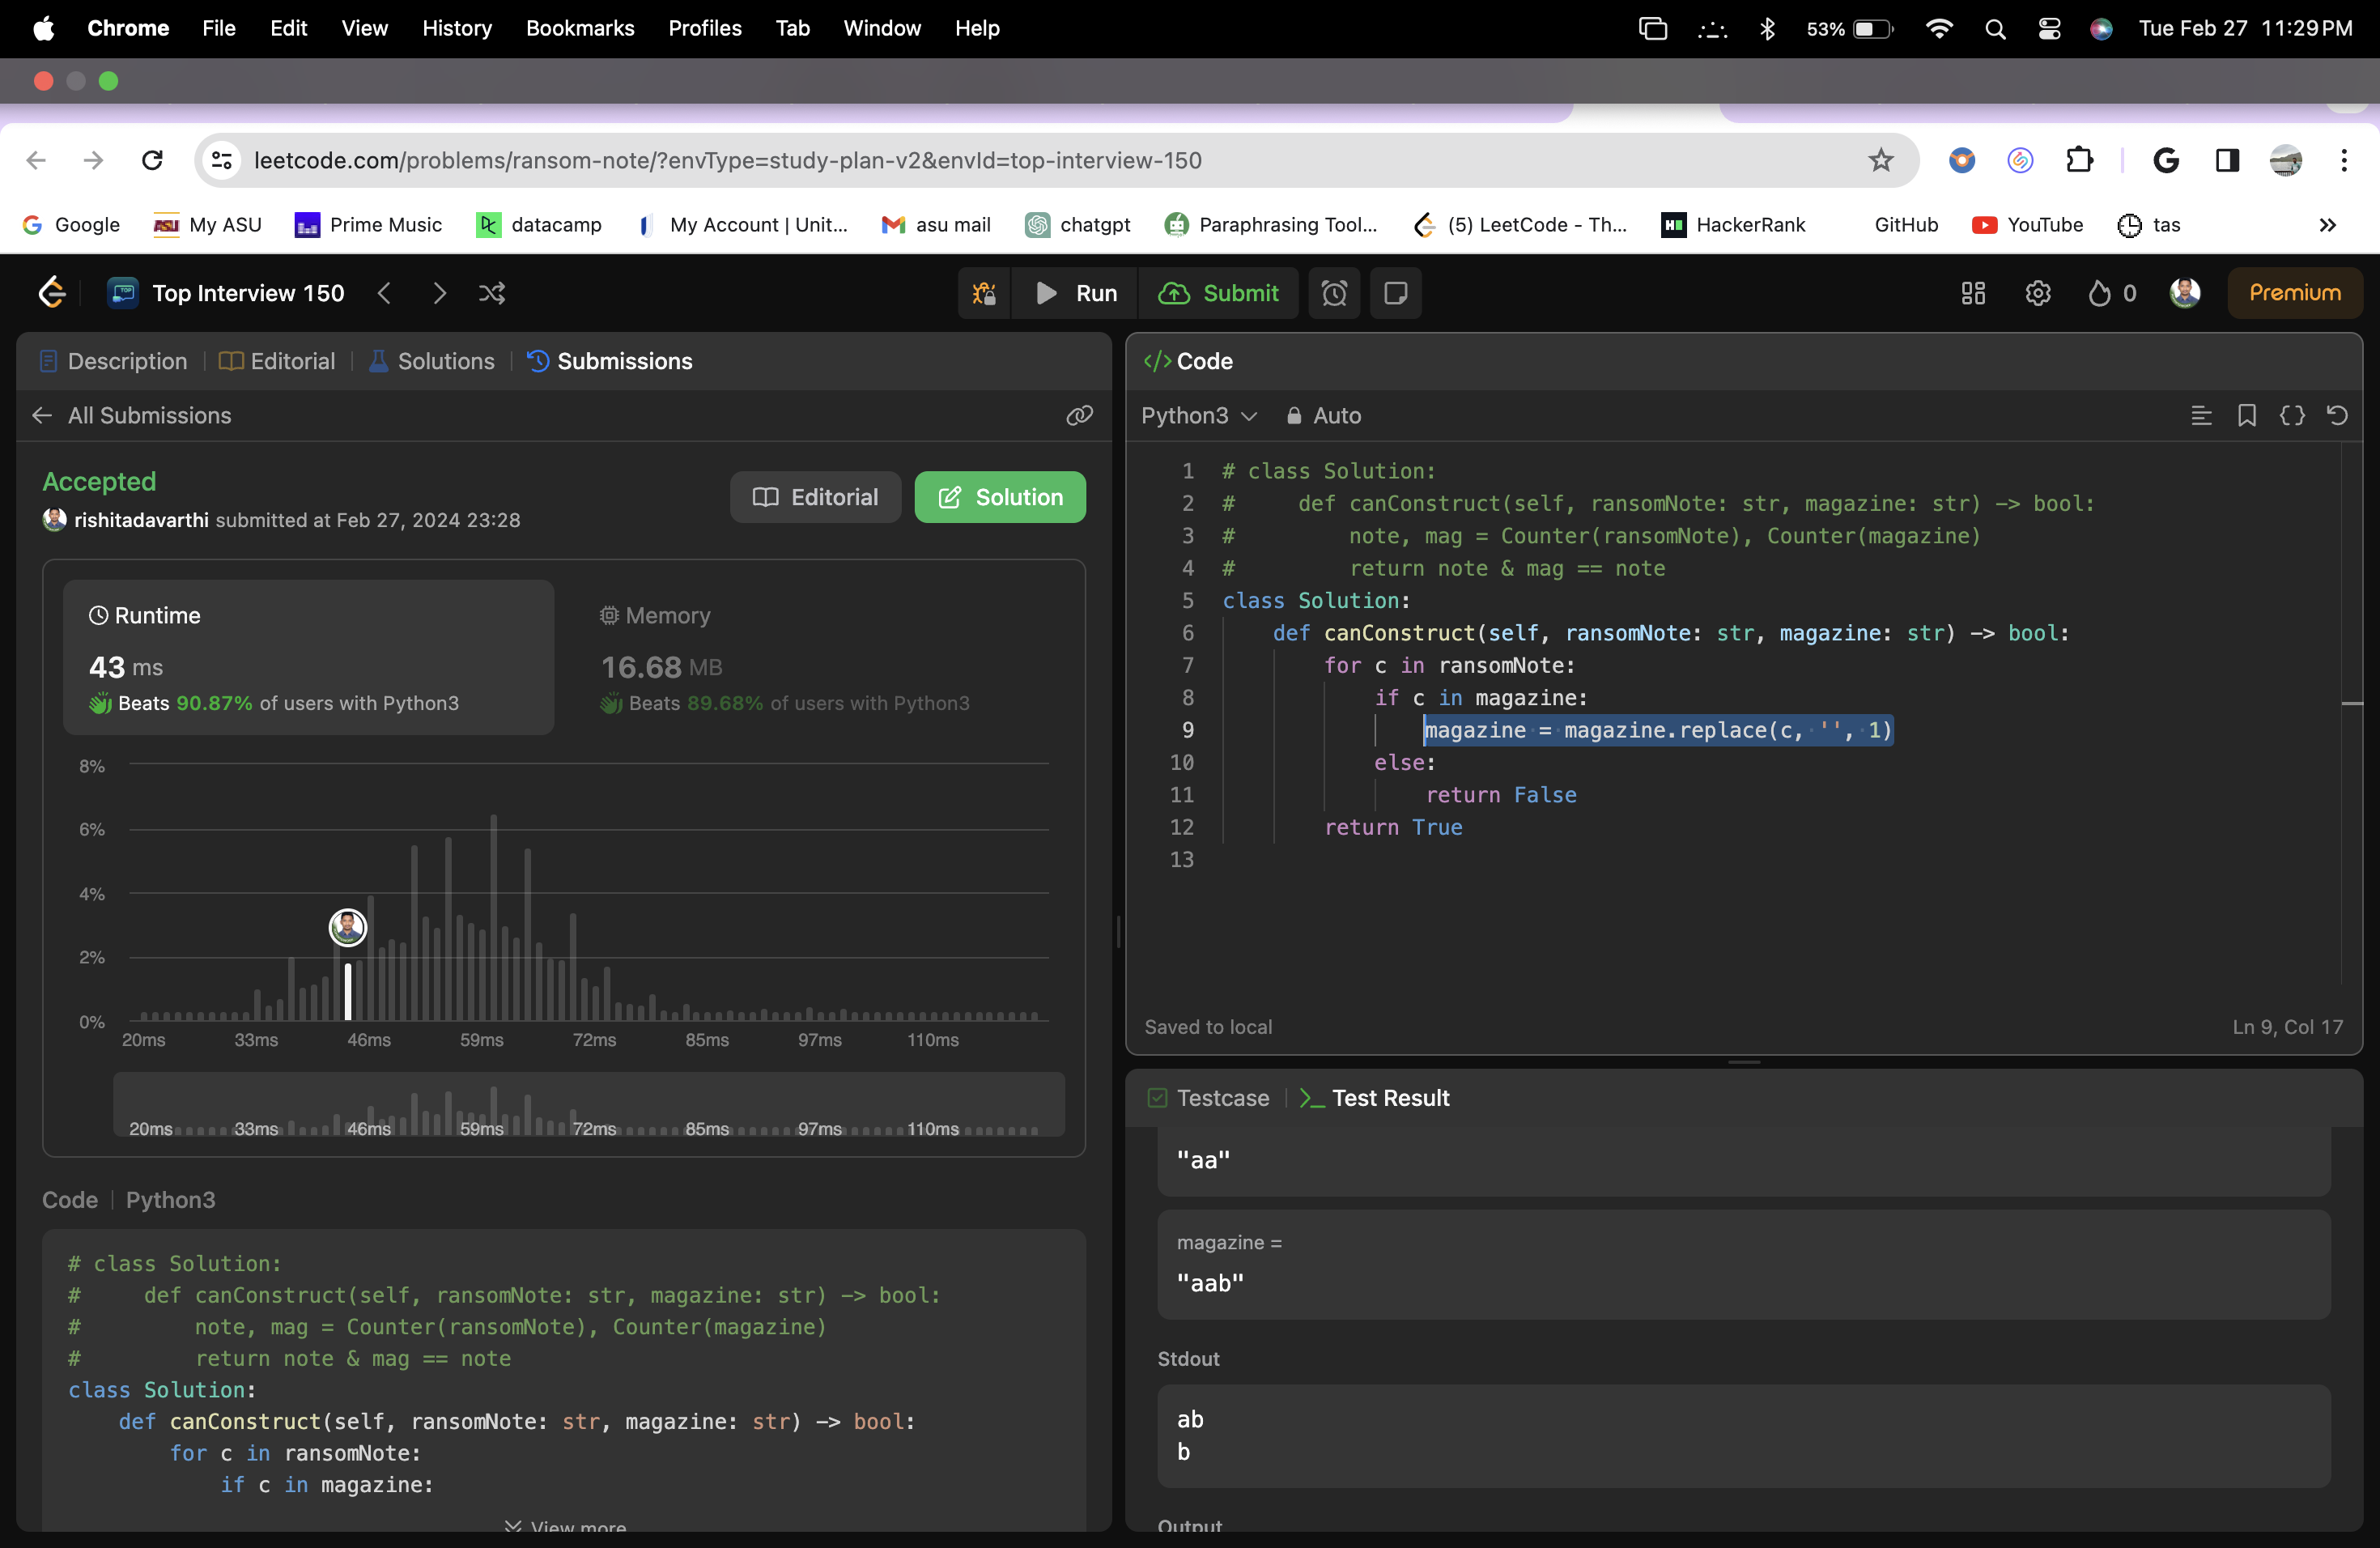 Chrome File Edit View History Bookmarks Profiles Tab Window Help 53% Tue Feb 27 11:29 PM
leetcode.com/problems/ransom-note/?envType=study-plan-v2&envId=top-interview-150
Google My ASU Prime Music datacamp My Account | Unit... asu mail chatgpt Paraphrasing Tool... (5) LeetCode - Th... HackerRank GitHub YouTube tas
Top Interview 150 Run Submit 0 Premium
Description Editorial Solutions Submissions
All Submissions
Accepted
rishitadavarthi submitted at Feb 27, 2024 23:28
Editorial Solution
Runtime
43 ms
Beats 90.87% of users with Python3
Memory
16.68 MB
Beats 89.68% of users with Python3
8%
6%
4%
2%
0%
20ms 33ms 46ms 59ms 72ms 85ms 97ms 110ms
20ms 33ms 46ms 59ms 72ms 85ms 97ms 110ms
Code | Python3
# class Solution:
#     def canConstruct(self, ransomNote: str, magazine: str) -> bool:
#         note, mag = Counter(ransomNote), Counter(magazine)
#         return note & mag == note
class Solution:
    def canConstruct(self, ransomNote: str, magazine: str) -> bool:
        for c in ransomNote:
            if c in magazine:
View more
</> Code
Python3 Auto
1 # class Solution:
2 #     def canConstruct(self, ransomNote: str, magazine: str) -> bool:
3 #         note, mag = Counter(ransomNote), Counter(magazine)
4 #         return note & mag == note
5 class Solution:
6     def canConstruct(self, ransomNote: str, magazine: str) -> bool:
7         for c in ransomNote:
8             if c in magazine:
9                 magazine = magazine.replace(c, '', 1)
10             else:
11                 return False
12         return True
13
Saved to local Ln 9, Col 17
Testcase Test Result
"aa"
magazine =
"aab"
Stdout
ab
b
Output